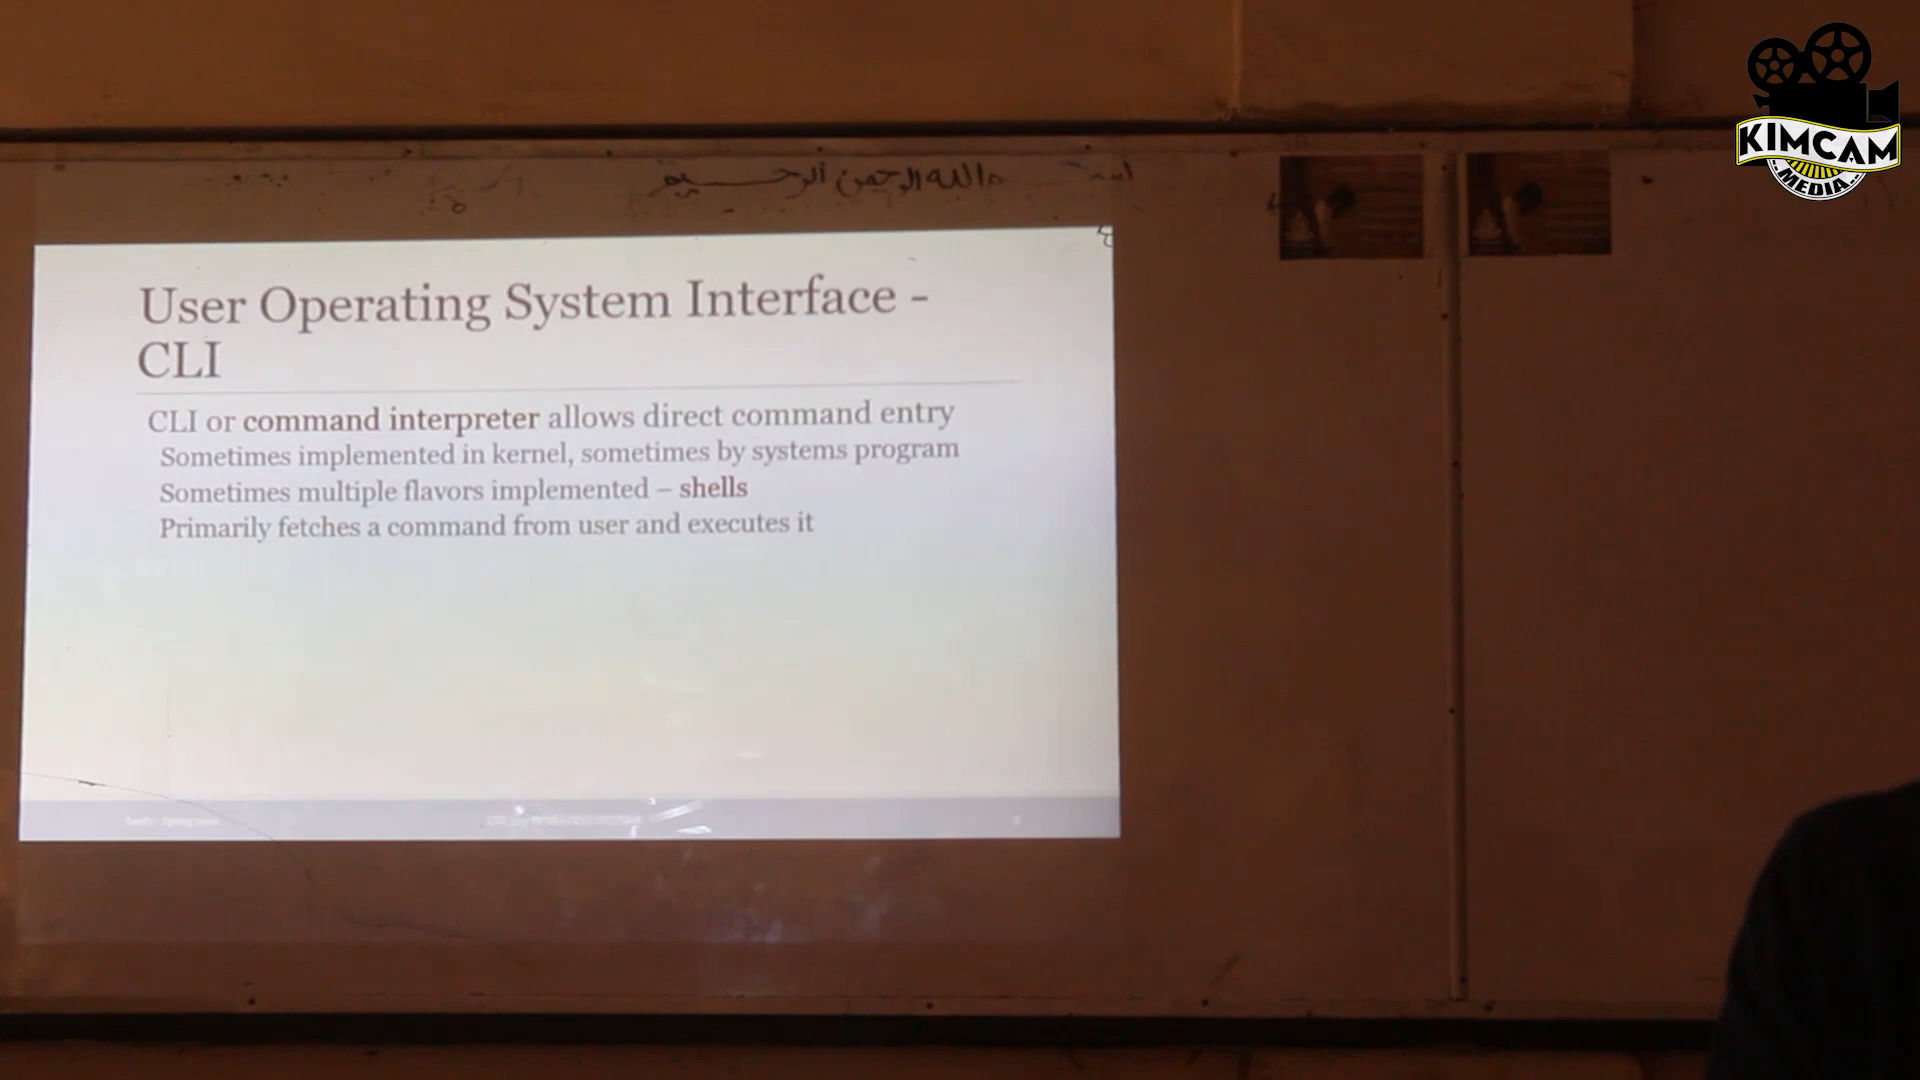 بسم الله الرحمن الرحيم
User Operating System Interface -
CLI
CLI or command interpreter allows direct command entry
Sometimes implemented in kernel, sometimes by systems program
Sometimes multiple flavors implemented – shells
Primarily fetches a command from user and executes it
KIMCAM
MEDIA